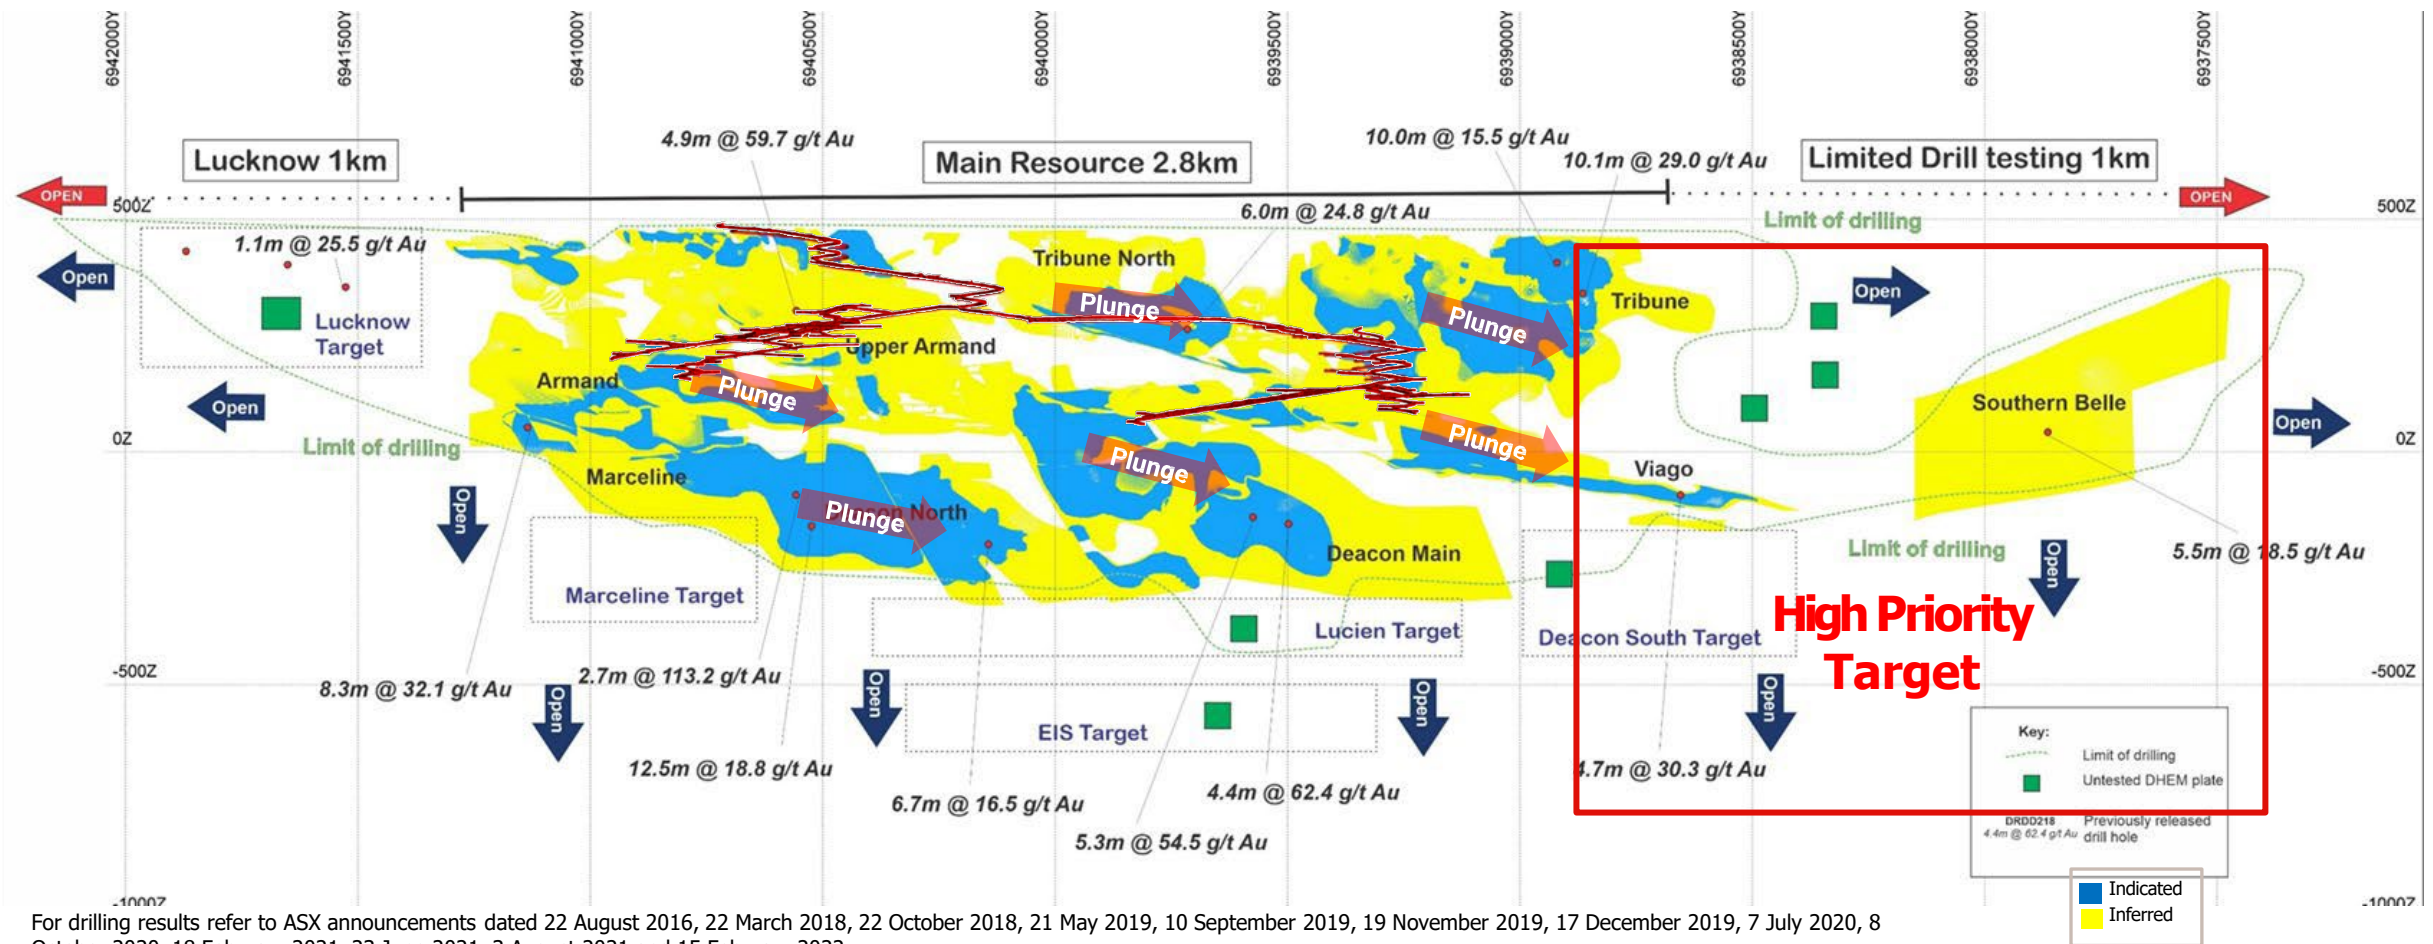 6942000Y
6941500Y
6941000Y
6940500Y
6940000Y
6939500Y
6939000Y
6938500Y
6938000Y
6937500Y
Lucknow 1km
4.9m @ 59.7 g/t Au
Main Resource 2.8km
10.0m @ 15.5 g/t Au
10.1m @ 29.0 g/t Au
Limited Drill testing 1km
OPEN
OPEN
500Z
500Z
6.0m @ 24.8 g/t Au
Limit of drilling
1.1m @ 25.5 g/t Au
Tribune North
Open
Open
Plunge
Plunge
Tribune
Lucknow
Target
Upper Armand
Armand
Plunge
Open
Southern Belle
Open
0Z
0Z
Limit of drilling
Plunge
Plunge
Marceline
Viago
Open
Plunge
North
Deacon Main
Limit of drilling
5.5m @ 18.5 g/t Au
Open
Marceline Target
Lucien Target
Deacon South Target
High Priority
Target
-500Z
-500Z
8.3m @ 32.1 g/t Au
2.7m @ 113.2 g/t Au
Open
Open
Open
Open
EIS Target
12.5m @ 18.8 g/t Au
6.7m @ 16.5 g/t Au
4.4m @ 62.4 g/t Au
4.7m @ 30.3 g/t Au
5.3m @ 54.5 g/t Au
Key:
Limit of drilling
Untested DHEM plate
DRDD218
4.4m @ 62.4 g/t Au
Previously released
drill hole
Indicated
Inferred
-1000Z
-1000Z
For drilling results refer to ASX announcements dated 22 August 2016, 22 March 2018, 22 October 2018, 21 May 2019, 10 September 2019, 19 November 2019, 17 December 2019, 7 July 2020, 8